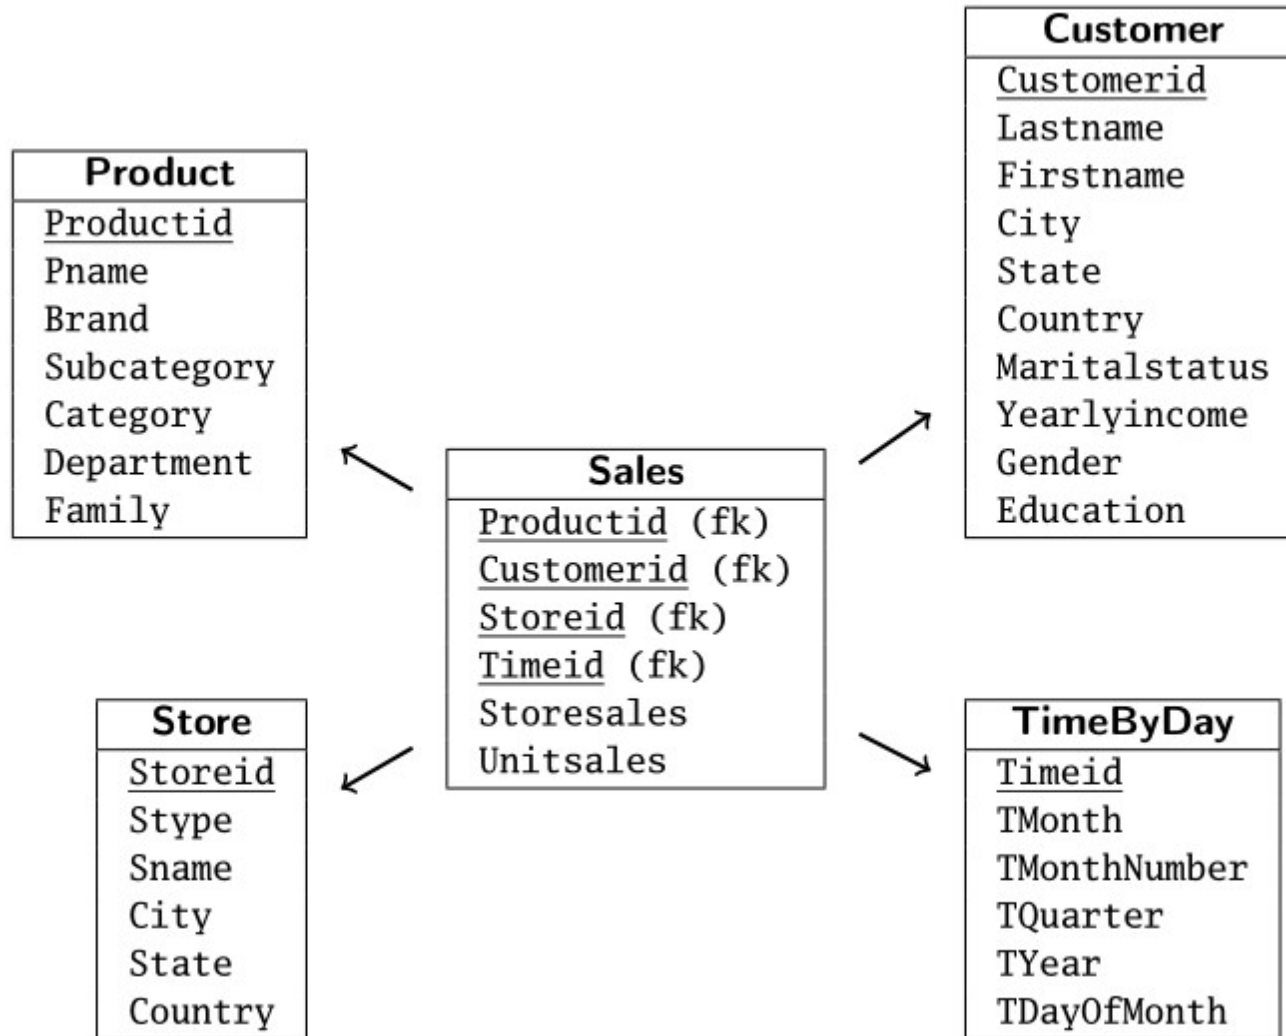 Product
Productid
Pname
Brand
Subcategory
Category
Department
Family
Customer
Customerid
Lastname
Firstname
City
State
Country
Maritalstatus
Yearlyincome
Gender
Education
Sales
Productid (fk)
Customerid (fk)
Storeid (fk)
Timeid (fk)
Storesales
Unitsales
Store
Storeid
Stype
Sname
City
State
Country
TimeByDay
Timeid
TMonth
TMonthNumber
TQuarter
TYear
TDayOfMonth